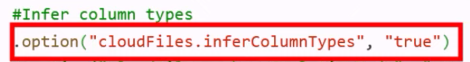 #Infer column types
.option("cloudFiles.inferColumnTypes", "true")